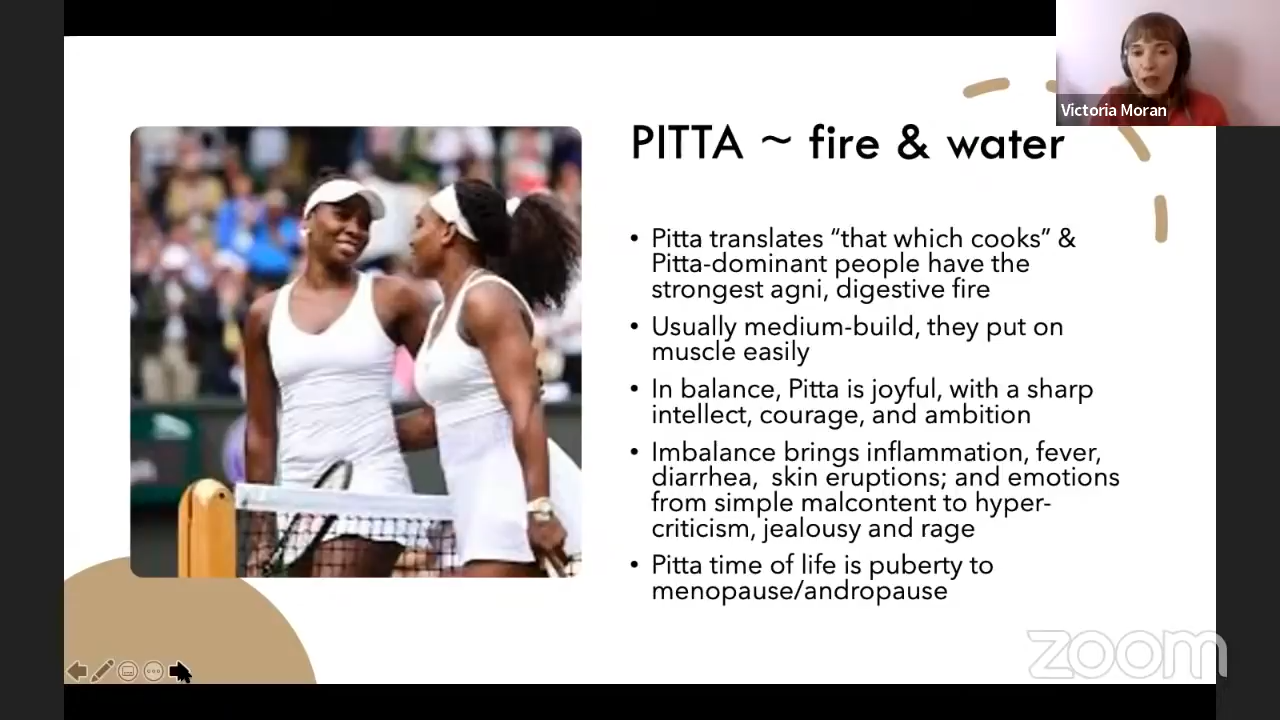 Victoria Moran
PITTA ~ fire & water
• Pitta translates “that which cooks” &
Pitta-dominant people have the
strongest agni, digestive fire
• Usually medium-build, they put on
muscle easily
• In balance, Pitta is joyful, with a sharp
intellect, courage, and ambition
• Imbalance brings inflammation, fever,
diarrhea,  skin eruptions; and emotions
from simple malcontent to hyper-
criticism, jealousy and rage
• Pitta time of life is puberty to
menopause/andropause
zoom